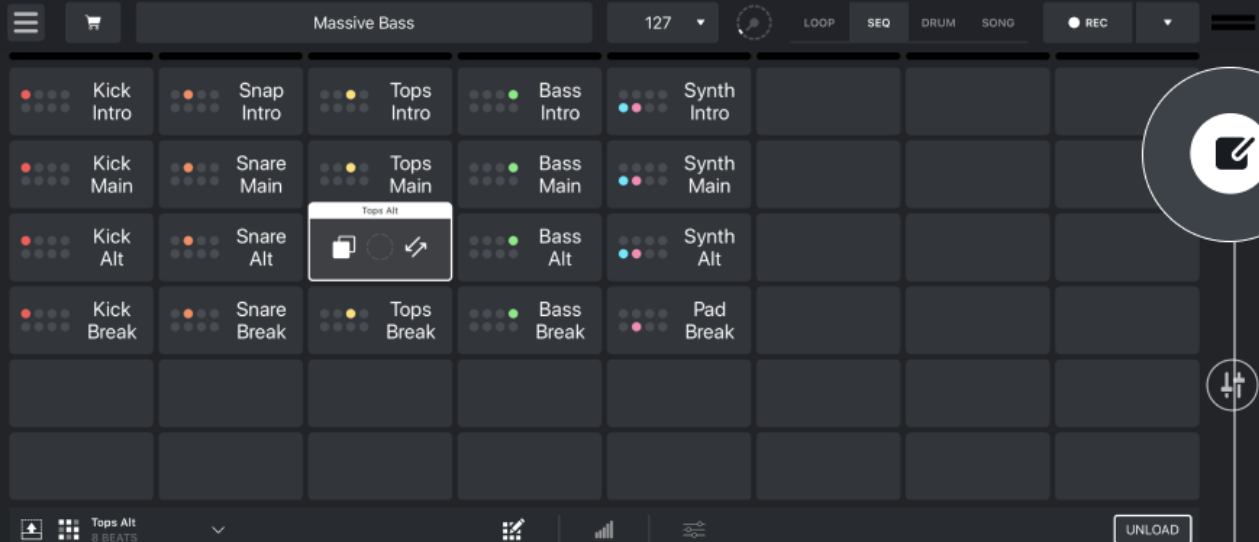 Massive Bass
127
LOOP
SEQ
DRUM
SONG
REC
Kick
Intro
Snap
Intro
Tops
Intro
Bass
Intro
Synth
Intro
Kick
Main
Snare
Main
Tops
Main
Bass
Main
Synth
Main
Kick
Alt
Snare
Alt
Tops Alt
Bass
Alt
Synth
Alt
Kick
Break
Snare
Break
Tops
Break
Bass
Break
Pad
Break
Tops Alt
8 BEATS
UNLOAD